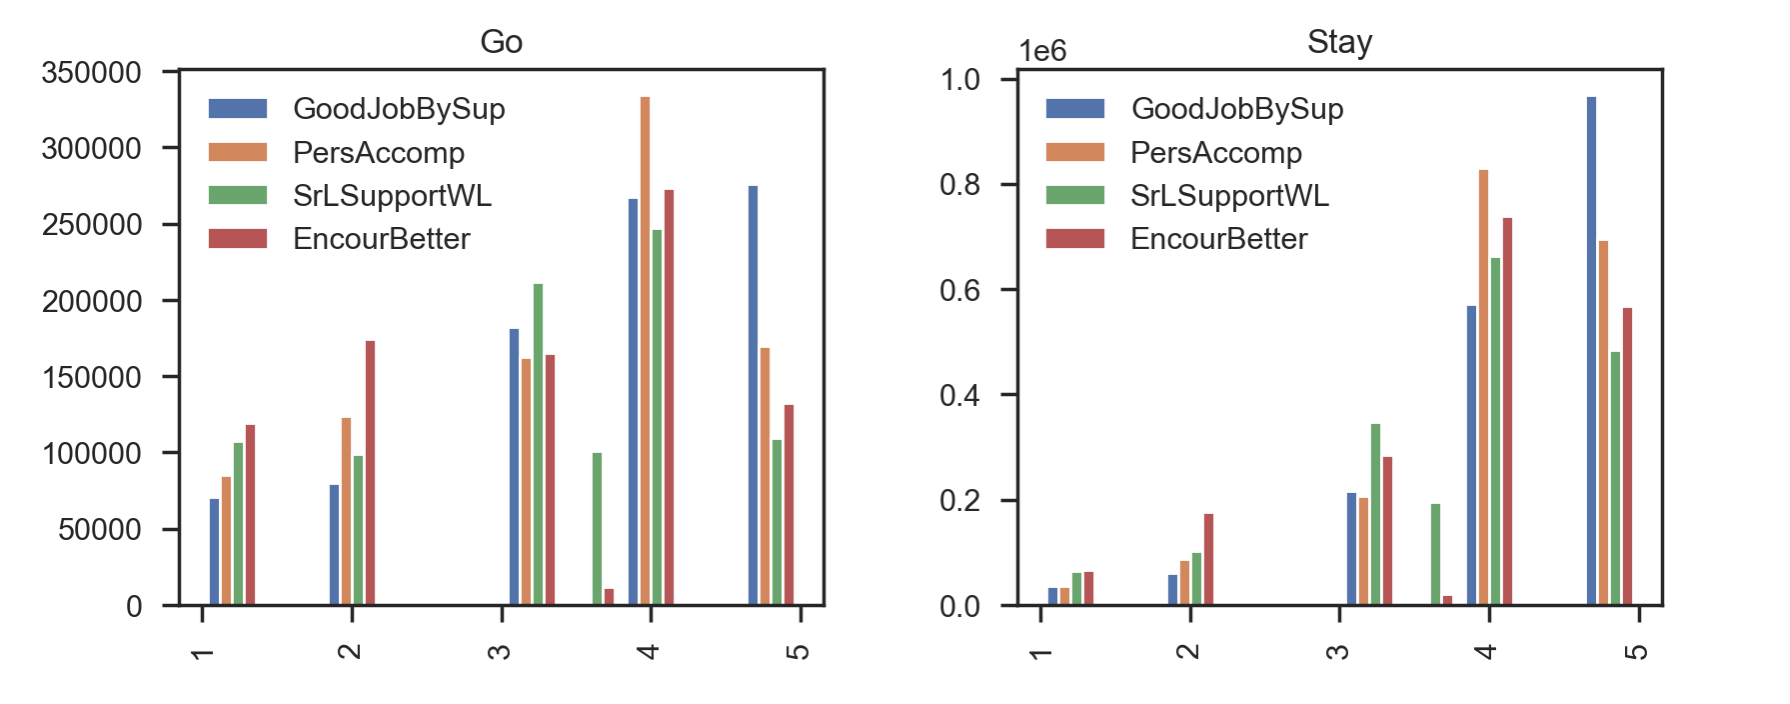 Go
350000
300000
250000
200000
150000
100000
50000
0
GoodJobBySup
PersAccomp
SrLSupportWL
EncourBetter
1 2 3 4 5
Stay
1e6
1.0
0.8
0.6
0.4
0.2
0.0
GoodJobBySup
PersAccomp
SrLSupportWL
EncourBetter
1 2 3 4 5